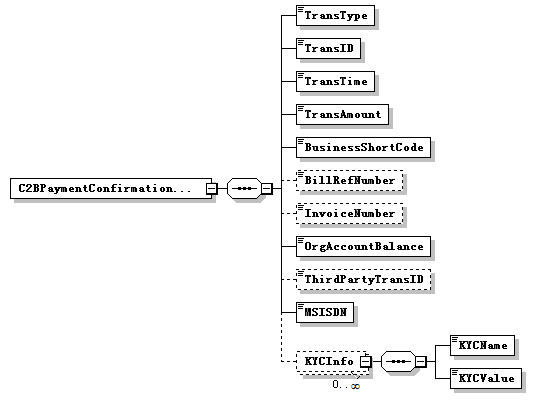 TransType
TransID
TransTime
TransAmount
BusinessShortCode
C2BPaymentConfirmation...
BillRefNumber
InvoiceNumber
OrgAccountBalance
ThirdPartyTransID
MSISDN
KYCInfo
0..∞
KYCName
KYCValue